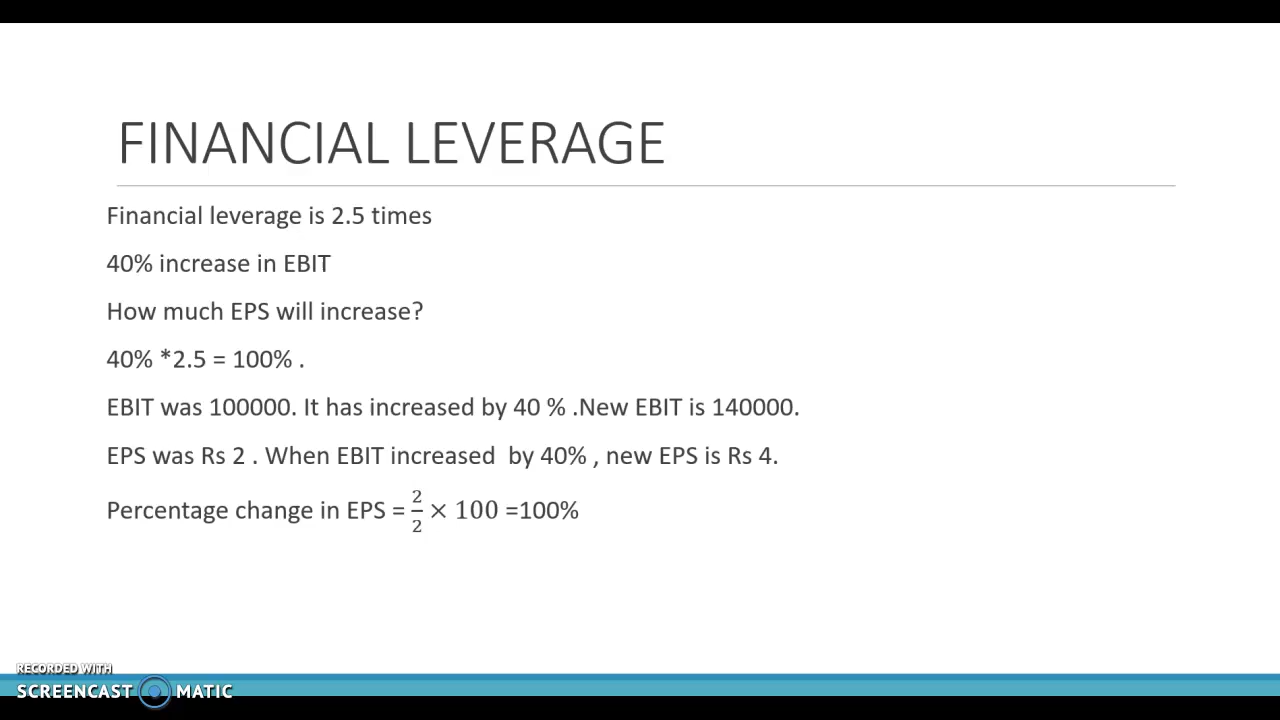 FINANCIAL LEVERAGE
Financial leverage is 2.5 times
40% increase in EBIT
How much EPS will increase?
40% *2.5 = 100% .
EBIT was 100000. It has increased by 40 % .New EBIT is 140000.
EPS was Rs 2 . When EBIT increased  by 40% , new EPS is Rs 4.
Percentage change in EPS = 2/2 × 100 =100%
RECORDED WITH
SCREENCAST MATIC